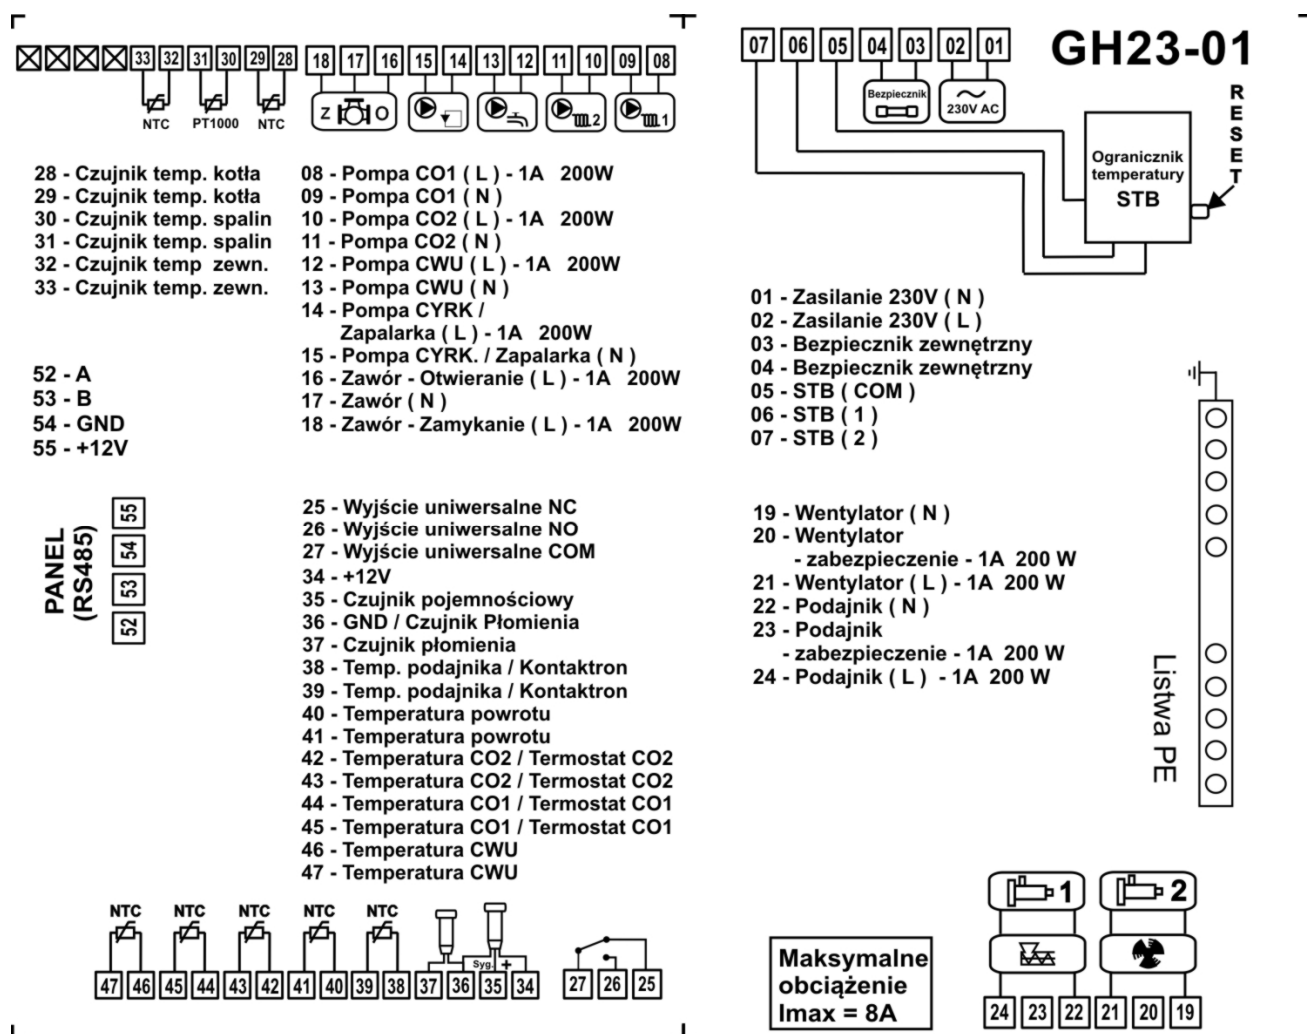 33 32 31 30 29 28 18 17 16 15 14 13 12 11 10 09 08
NTC PT1000 NTC
Z O 2 1
28 - Czujnik temp. kotła
29 - Czujnik temp. kotła
30 - Czujnik temp. spalin
31 - Czujnik temp. spalin
32 - Czujnik temp  zewn.
33 - Czujnik temp. zewn.
08 - Pompa CO1 ( L ) - 1A   200W
09 - Pompa CO1 ( N )
10 - Pompa CO2 ( L ) - 1A   200W
11 - Pompa CO2 ( N )
12 - Pompa CWU ( L ) - 1A   200W
13 - Pompa CWU ( N )
14 - Pompa CYRK /
Zapalarka ( L ) - 1A   200W
15 - Pompa CYRK. / Zapalarka ( N )
16 - Zawór - Otwieranie ( L ) - 1A   200W
17 - Zawór ( N )
18 - Zawór - Zamykanie ( L ) - 1A   200W
52 - A
53 - B
54 - GND
55 - +12V
PANEL
(RS485)
55
54
53
52
25 - Wyjście uniwersalne NC
26 - Wyjście uniwersalne NO
27 - Wyjście uniwersalne COM
34 - +12V
35 - Czujnik pojemnościowy
36 - GND / Czujnik Płomienia
37 - Czujnik płomienia
38 - Temp. podajnika / Kontaktron
39 - Temp. podajnika / Kontaktron
40 - Temperatura powrotu
41 - Temperatura powrotu
42 - Temperatura CO2 / Termostat CO2
43 - Temperatura CO2 / Termostat CO2
44 - Temperatura CO1 / Termostat CO1
45 - Temperatura CO1 / Termostat CO1
46 - Temperatura CWU
47 - Temperatura CWU
NTC NTC NTC NTC NTC
Syg. +
47 46 45 44 43 42 41 40 39 38 37 36 35 34 27 26 25
07 06 05 04 03 02 01
GH23-01
Bezpiecznik
230V AC
RESET
Ogranicznik
temperatury
STB
01 - Zasilanie 230V ( N )
02 - Zasilanie 230V ( L )
03 - Bezpiecznik zewnętrzny
04 - Bezpiecznik zewnętrzny
05 - STB ( COM )
06 - STB ( 1 )
07 - STB ( 2 )
19 - Wentylator ( N )
20 - Wentylator
- zabezpieczenie - 1A  200 W
21 - Wentylator ( L ) - 1A  200 W
22 - Podajnik ( N )
23 - Podajnik
- zabezpieczenie - 1A  200 W
24 - Podajnik ( L )  - 1A  200 W
Listwa PE
Maksymalne
obciążenie
Imax = 8A
1 2
24 23 22 21 20 19